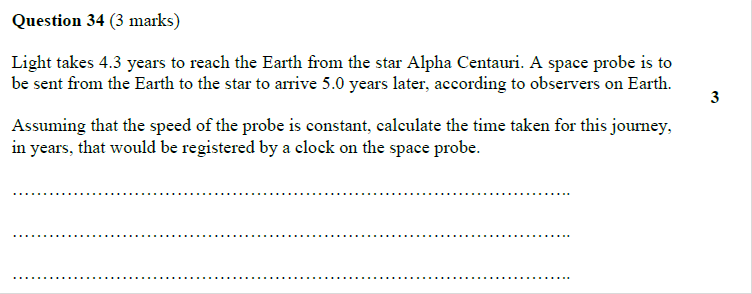 Question 34 (3 marks)
Light takes 4.3 years to reach the Earth from the star Alpha Centauri. A space probe is to
be sent from the Earth to the star to arrive 5.0 years later, according to observers on Earth.
3
Assuming that the speed of the probe is constant, calculate the time taken for this journey,
in years, that would be registered by a clock on the space probe.